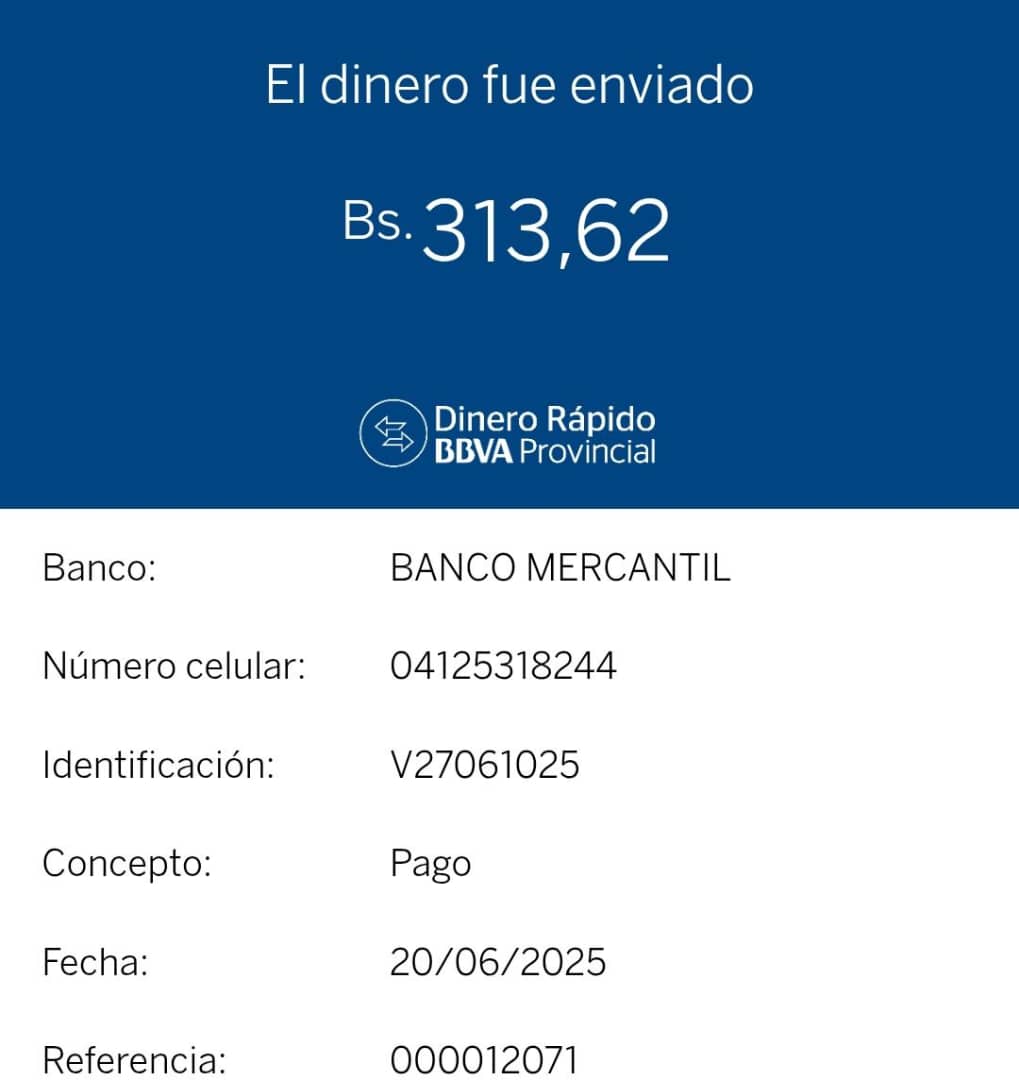 El dinero fue enviado
Bs. 313,62
Dinero Rápido
BBVA Provincial
Banco: BANCO MERCANTIL
Número celular: 04125318244
Identificación: V27061025
Concepto: Pago
Fecha: 20/06/2025
Referencia: 000012071